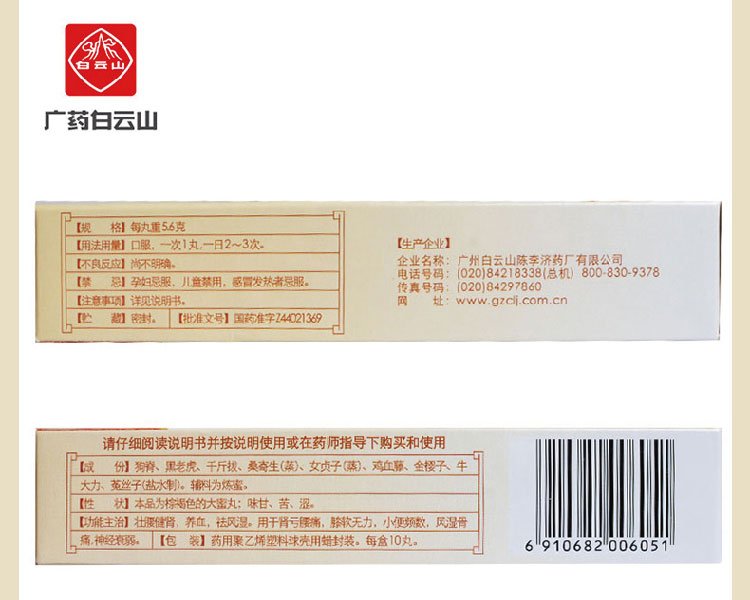 白云山
广药白云山
【规 格】每丸重5.6克
【用法用量】口服，一次1丸，一日2～3次。
【不良反应】尚不明确。
【禁 忌】孕妇忌服，儿童禁用，感冒发热者忌服。
【注意事项】详见说明书。
【贮 藏】密封。【批准文号】国药准字Z44021369
【生产企业】
企业名称：广州白云山陈李济药厂有限公司
电话号码：(020)84218338(总机) 800-830-9378
传真号码：(020)84297860
网 址：www.gzclj.com.cn
请仔细阅读说明书并按说明使用或在药师指导下购买和使用
【成 份】狗脊、黑老虎、千斤拔、桑寄生(蒸)、女贞子(蒸)、鸡血藤、金樱子、牛
大力、菟丝子(盐水制)。辅料为炼蜜。
【性 状】本品为棕褐色的大蜜丸；味甘、苦、涩。
【功能主治】壮腰健肾，养血，祛风湿。用于肾亏腰痛，膝软无力，小便频数，风湿骨
痛，神经衰弱。【包 装】药用聚乙烯塑料球壳用蜡封装。每盒10丸。
6 910682 006051